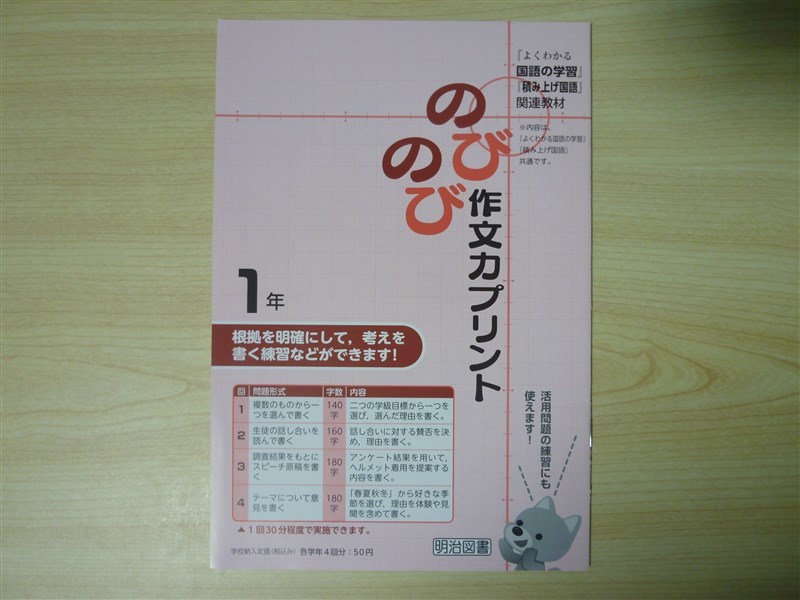 『よくわかる
国語の学習』
『積み上げ国語』
関連教材
※内容は、
『よくわかる国語の学習』
『積み上げ国語』
共通です。
のび
のび
作文力プリント
1年
根拠を明確にして，考えを
書く練習などができます！
回 問題形式 字数 内容
1 複数のものから一つを選んで書く 140字 二つの学級目標から一つを選び，選んだ理由を書く。
2 生徒の話し合いを読んで書く 160字 話し合いに対する賛否を決め，理由を書く。
3 調査結果をもとにスピーチ原稿を書く 180字 アンケート結果を用いて，ヘルメット着用を提案する内容を書く。
4 テーマについて意見を書く 180字 「春夏秋冬」から好きな季節を選び，理由を体験や見聞を含めて書く。
▲1回30分程度で実施できます。
活用問題の練習にも
使えます！
学校納入定価（税込み） 各学年4回分：50円
明治図書